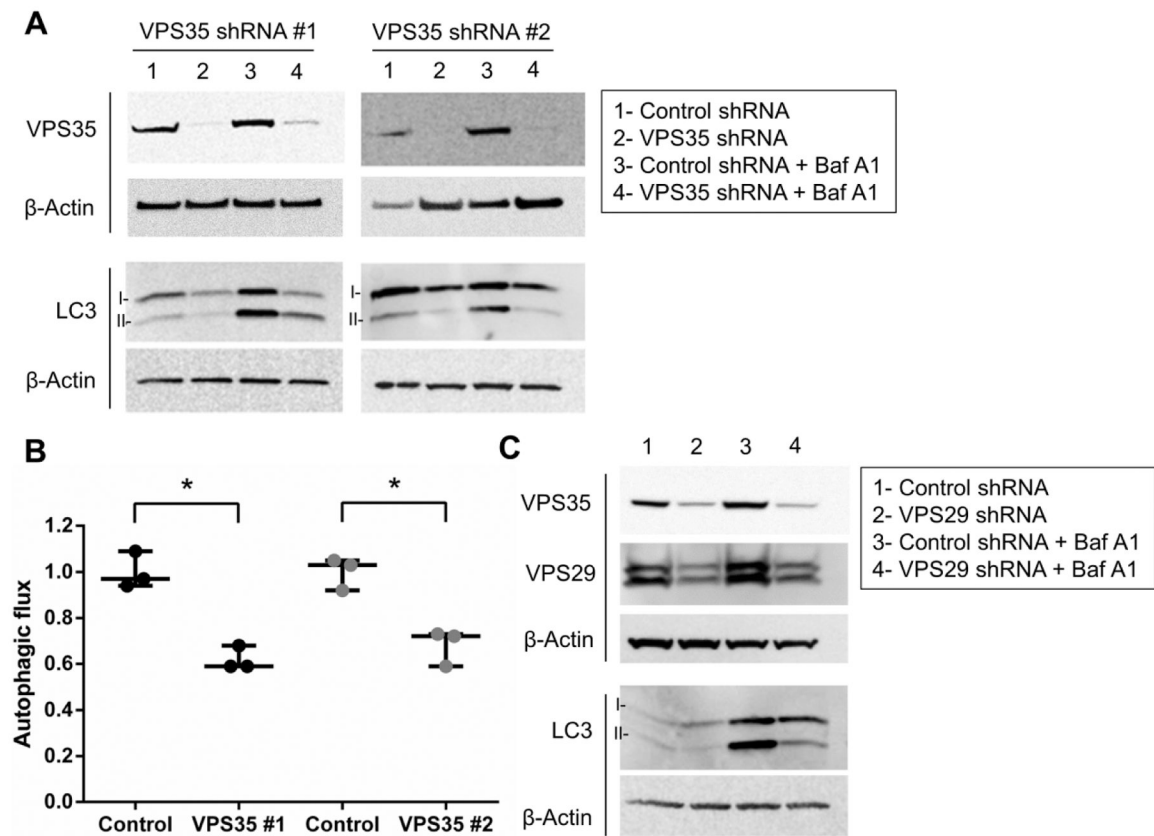 A
VPS35 shRNA #1
VPS35 shRNA #2
1 2 3 4
1 2 3 4
VPS35
β-Actin
LC3
I-
II-
I-
II-
β-Actin
1- Control shRNA
2- VPS35 shRNA
3- Control shRNA + Baf A1
4- VPS35 shRNA + Baf A1
B
Autophagic flux
1.2
1.0
0.8
0.6
0.4
0.2
0.0
*
*
Control VPS35 #1 Control VPS35 #2
C
1 2 3 4
VPS35
VPS29
β-Actin
LC3
I-
II-
β-Actin
1- Control shRNA
2- VPS29 shRNA
3- Control shRNA + Baf A1
4- VPS29 shRNA + Baf A1